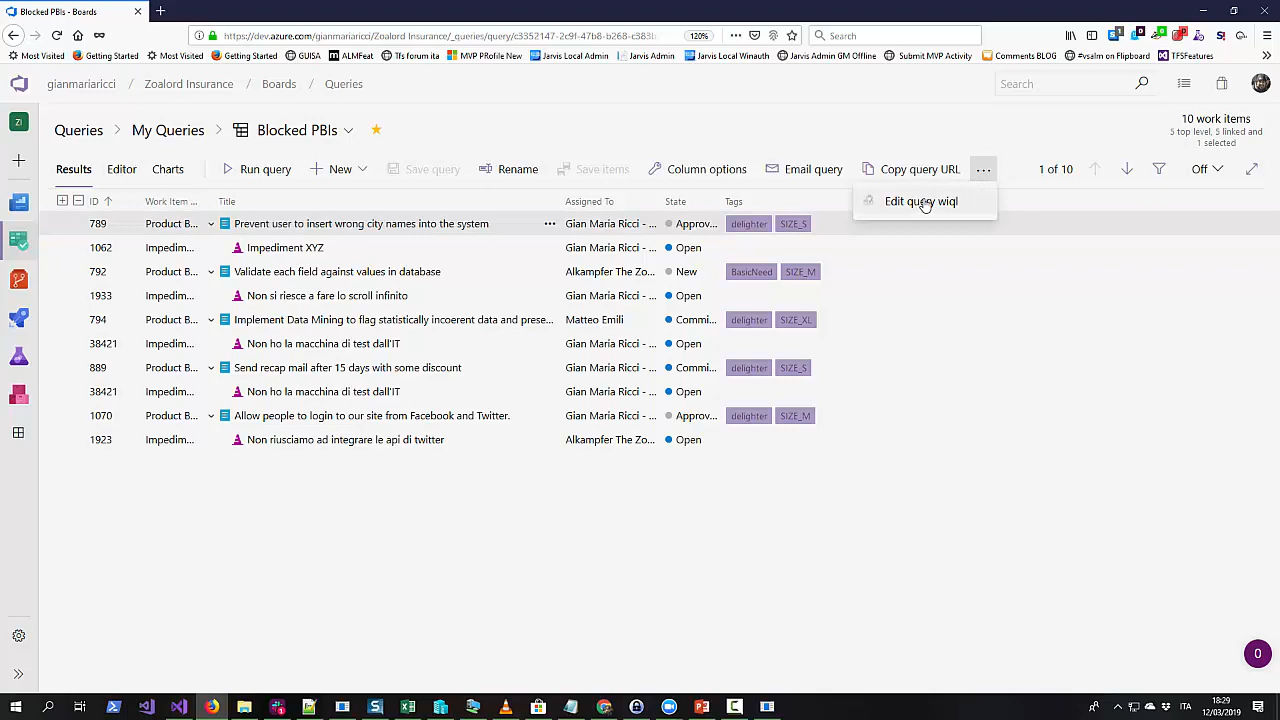 Blocked PBIs - Boards
https://dev.azure.com/gianmariaricci/Zoalord Insurance/_queries/query/c3352147-2c9f-47b8-b268-c383b
120%
Search
Most Visited
Getting Started
Most Visited
Getting Started
GUISA
ALMFeat
Tfs forum ita
MVP Profile New
Jarvis Local Admin
Jarvis Admin
Jarvis Local Winauth
Jarvis Admin GM Offline
Submit MVP Activity
Comments BLOG
#vsalm on Flipboard
TFSFeatures
gianmariaricci / Zoalord Insurance / Boards / Queries
Search
Zi
Queries > My Queries > Blocked PBIs
10 work items
5 top level, 5 linked and
1 selected
Results Editor Charts Run query New Save query Rename Save items Column options Email query Copy query URL ... 1 of 10 Off
Edit query wiql
ID Work Item ... Title Assigned To State Tags
789 Product B... Prevent user to insert wrong city names into the system ... Gian Maria Ricci - ... Approv... delighter SIZE_S
1062 Impedim... Impediment XYZ Gian Maria Ricci - ... Open
792 Product B... Validate each field against values in database Alkampfer The Zo... New BasicNeed SIZE_M
1933 Impedim... Non si riesce a fare lo scroll infinito Gian Maria Ricci - ... Open
794 Product B... Implement Data Mining to flag statistically incoerent data and prese... Matteo Emili Commi... delighter SIZE_XL
38421 Impedim... Non ho la macchina di test dall'IT Gian Maria Ricci - ... Open
889 Product B... Send recap mail after 15 days with some discount Gian Maria Ricci - ... Commi... delighter SIZE_S
38421 Impedim... Non ho la macchina di test dall'IT Gian Maria Ricci - ... Open
1070 Product B... Allow people to login to our site from Facebook and Twitter. Gian Maria Ricci - ... Approv... delighter SIZE_M
1923 Impedim... Non riusciamo ad integrare le api di twitter Alkampfer The Zo... Open
0
ITA
18:29
12/03/2019